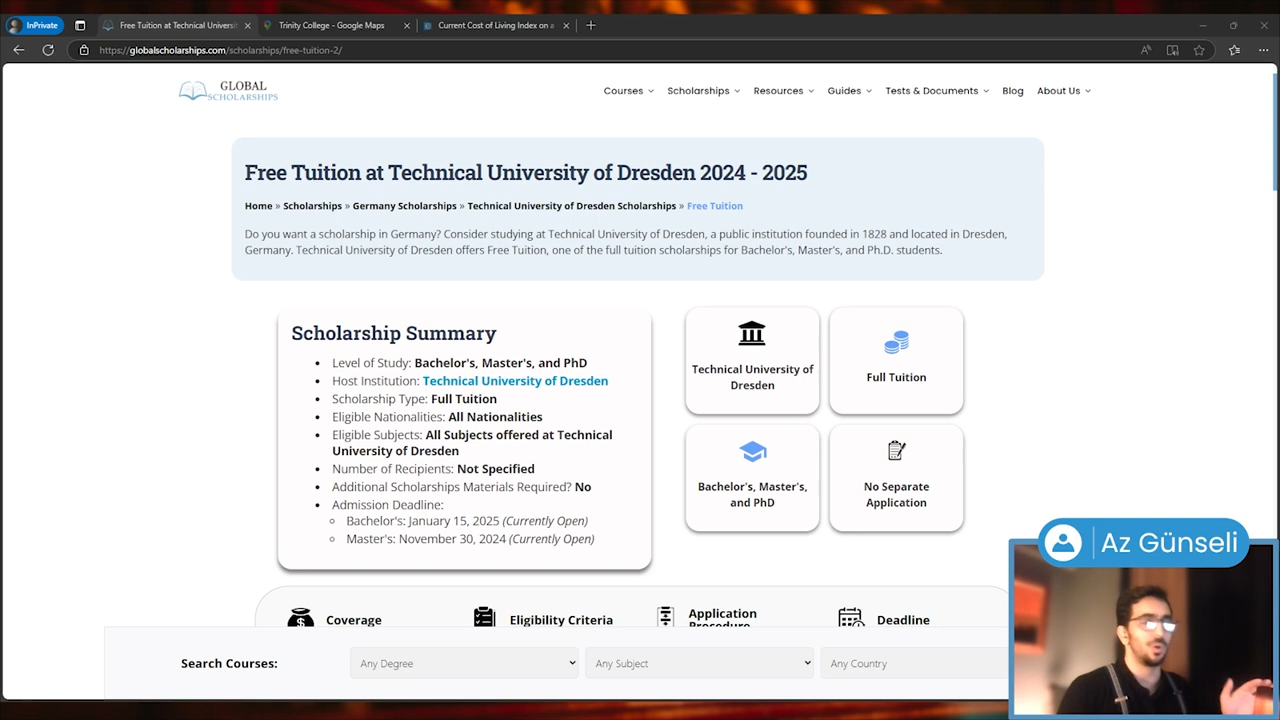 InPrivate
Free Tuition at Technical Universit
Trinity College - Google Maps
Current Cost of Living Index on a
https://globalscholarships.com/scholarships/free-tuition-2/
GLOBAL
SCHOLARSHIPS
Courses
Scholarships
Resources
Guides
Tests & Documents
Blog
About Us
Free Tuition at Technical University of Dresden 2024 - 2025
Home » Scholarships » Germany Scholarships » Technical University of Dresden Scholarships » Free Tuition
Do you want a scholarship in Germany? Consider studying at Technical University of Dresden, a public institution founded in 1828 and located in Dresden,
Germany. Technical University of Dresden offers Free Tuition, one of the full tuition scholarships for Bachelor's, Master's, and Ph.D. students.
Scholarship Summary
Level of Study: Bachelor's, Master's, and PhD
Host Institution: Technical University of Dresden
Scholarship Type: Full Tuition
Eligible Nationalities: All Nationalities
Eligible Subjects: All Subjects offered at Technical
University of Dresden
Number of Recipients: Not Specified
Additional Scholarships Materials Required? No
Admission Deadline:
Bachelor's: January 15, 2025 (Currently Open)
Master's: November 30, 2024 (Currently Open)
Technical University of
Dresden
Full Tuition
Bachelor's, Master's,
and PhD
No Separate
Application
Coverage
Eligibility Criteria
Application
Procedure
Deadline
Search Courses:
Any Degree
Any Subject
Any Country
Az Günseli